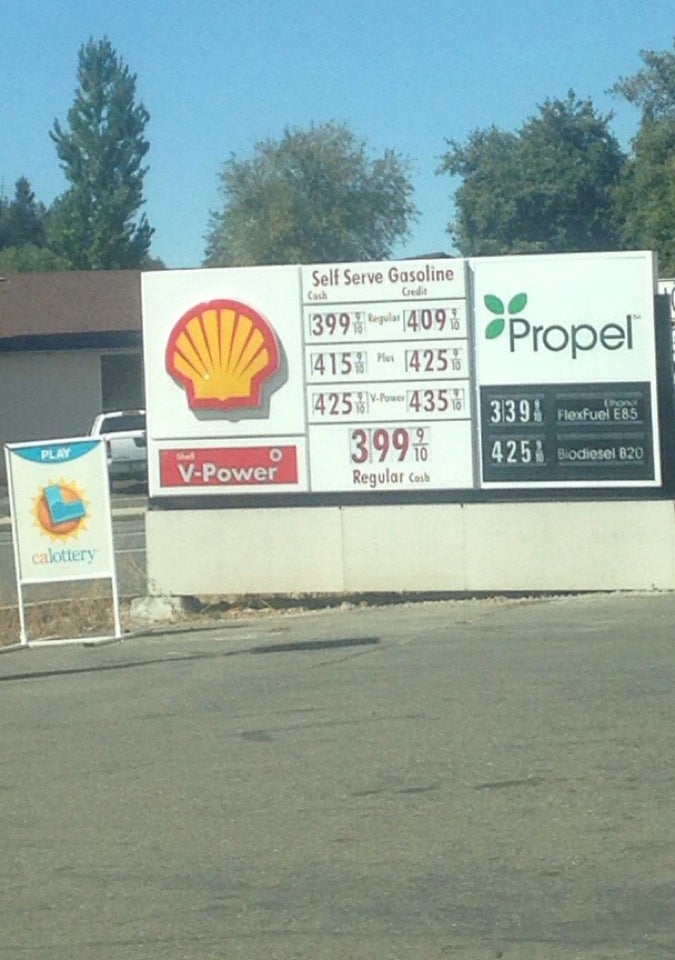 Self Serve Gasoline
Cash Credit
399 9/10 Regular 409 9/10
415 9/10 Plus 425 9/10
425 9/10 V-Power 435 9/10
399 9/10
Regular Cash
Shell
V-Power
Propel
339 9/10 Ethanol FlexFuel E85
425 9/10 Biodiesel B20
PLAY
calottery